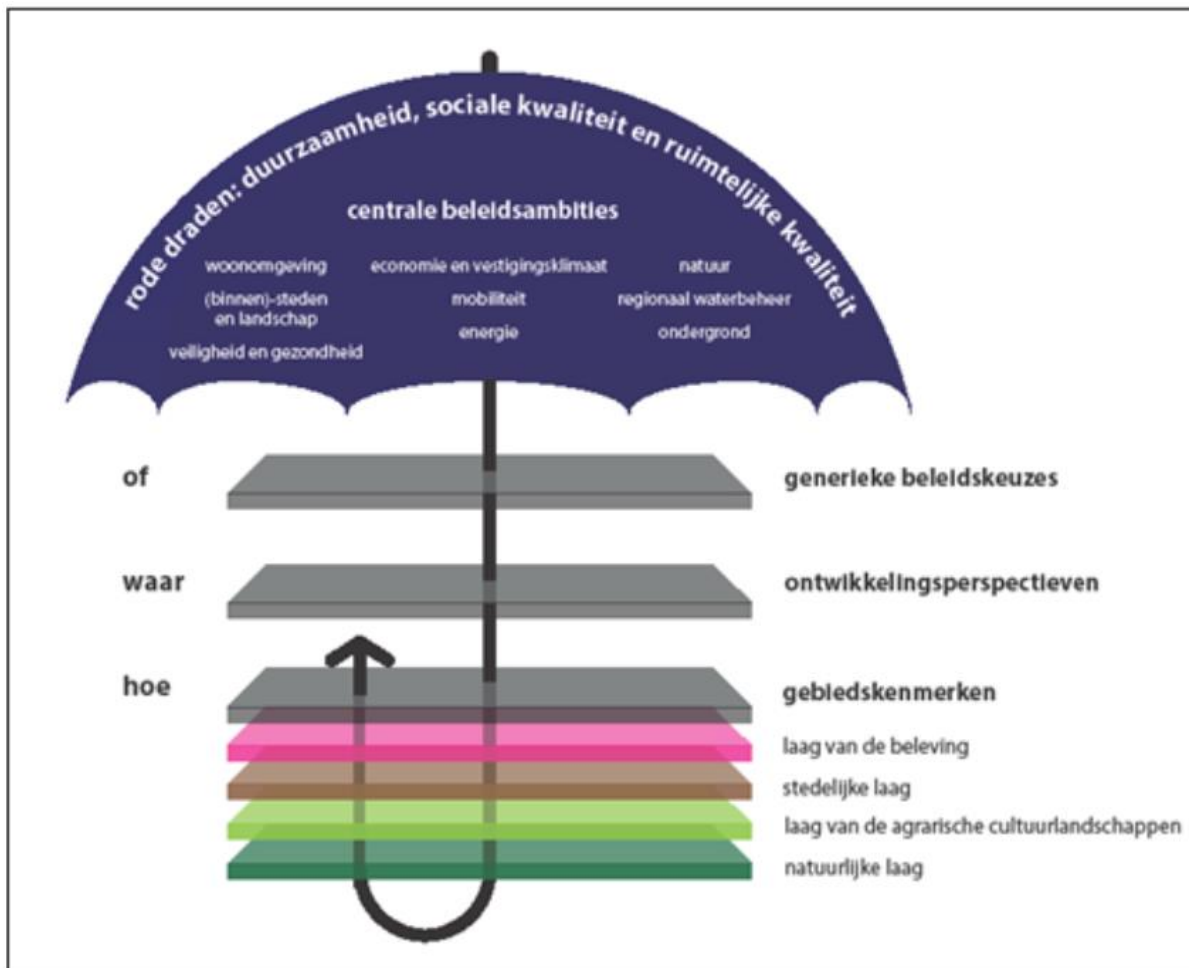 rode draden: duurzaamheid, sociale kwaliteit en ruimtelijke kwaliteit
centrale beleidsambities
woonomgeving
(binnen)-steden
en landschap
veiligheid en gezondheid
economie en vestigingsklimaat
mobiliteit
energie
natuur
regionaal waterbeheer
ondergrond
of
generieke beleidskeuzes
waar
ontwikkelingsperspectieven
hoe
gebiedskenmerken
laag van de beleving
stedelijke laag
laag van de agrarische cultuurlandschappen
natuurlijke laag